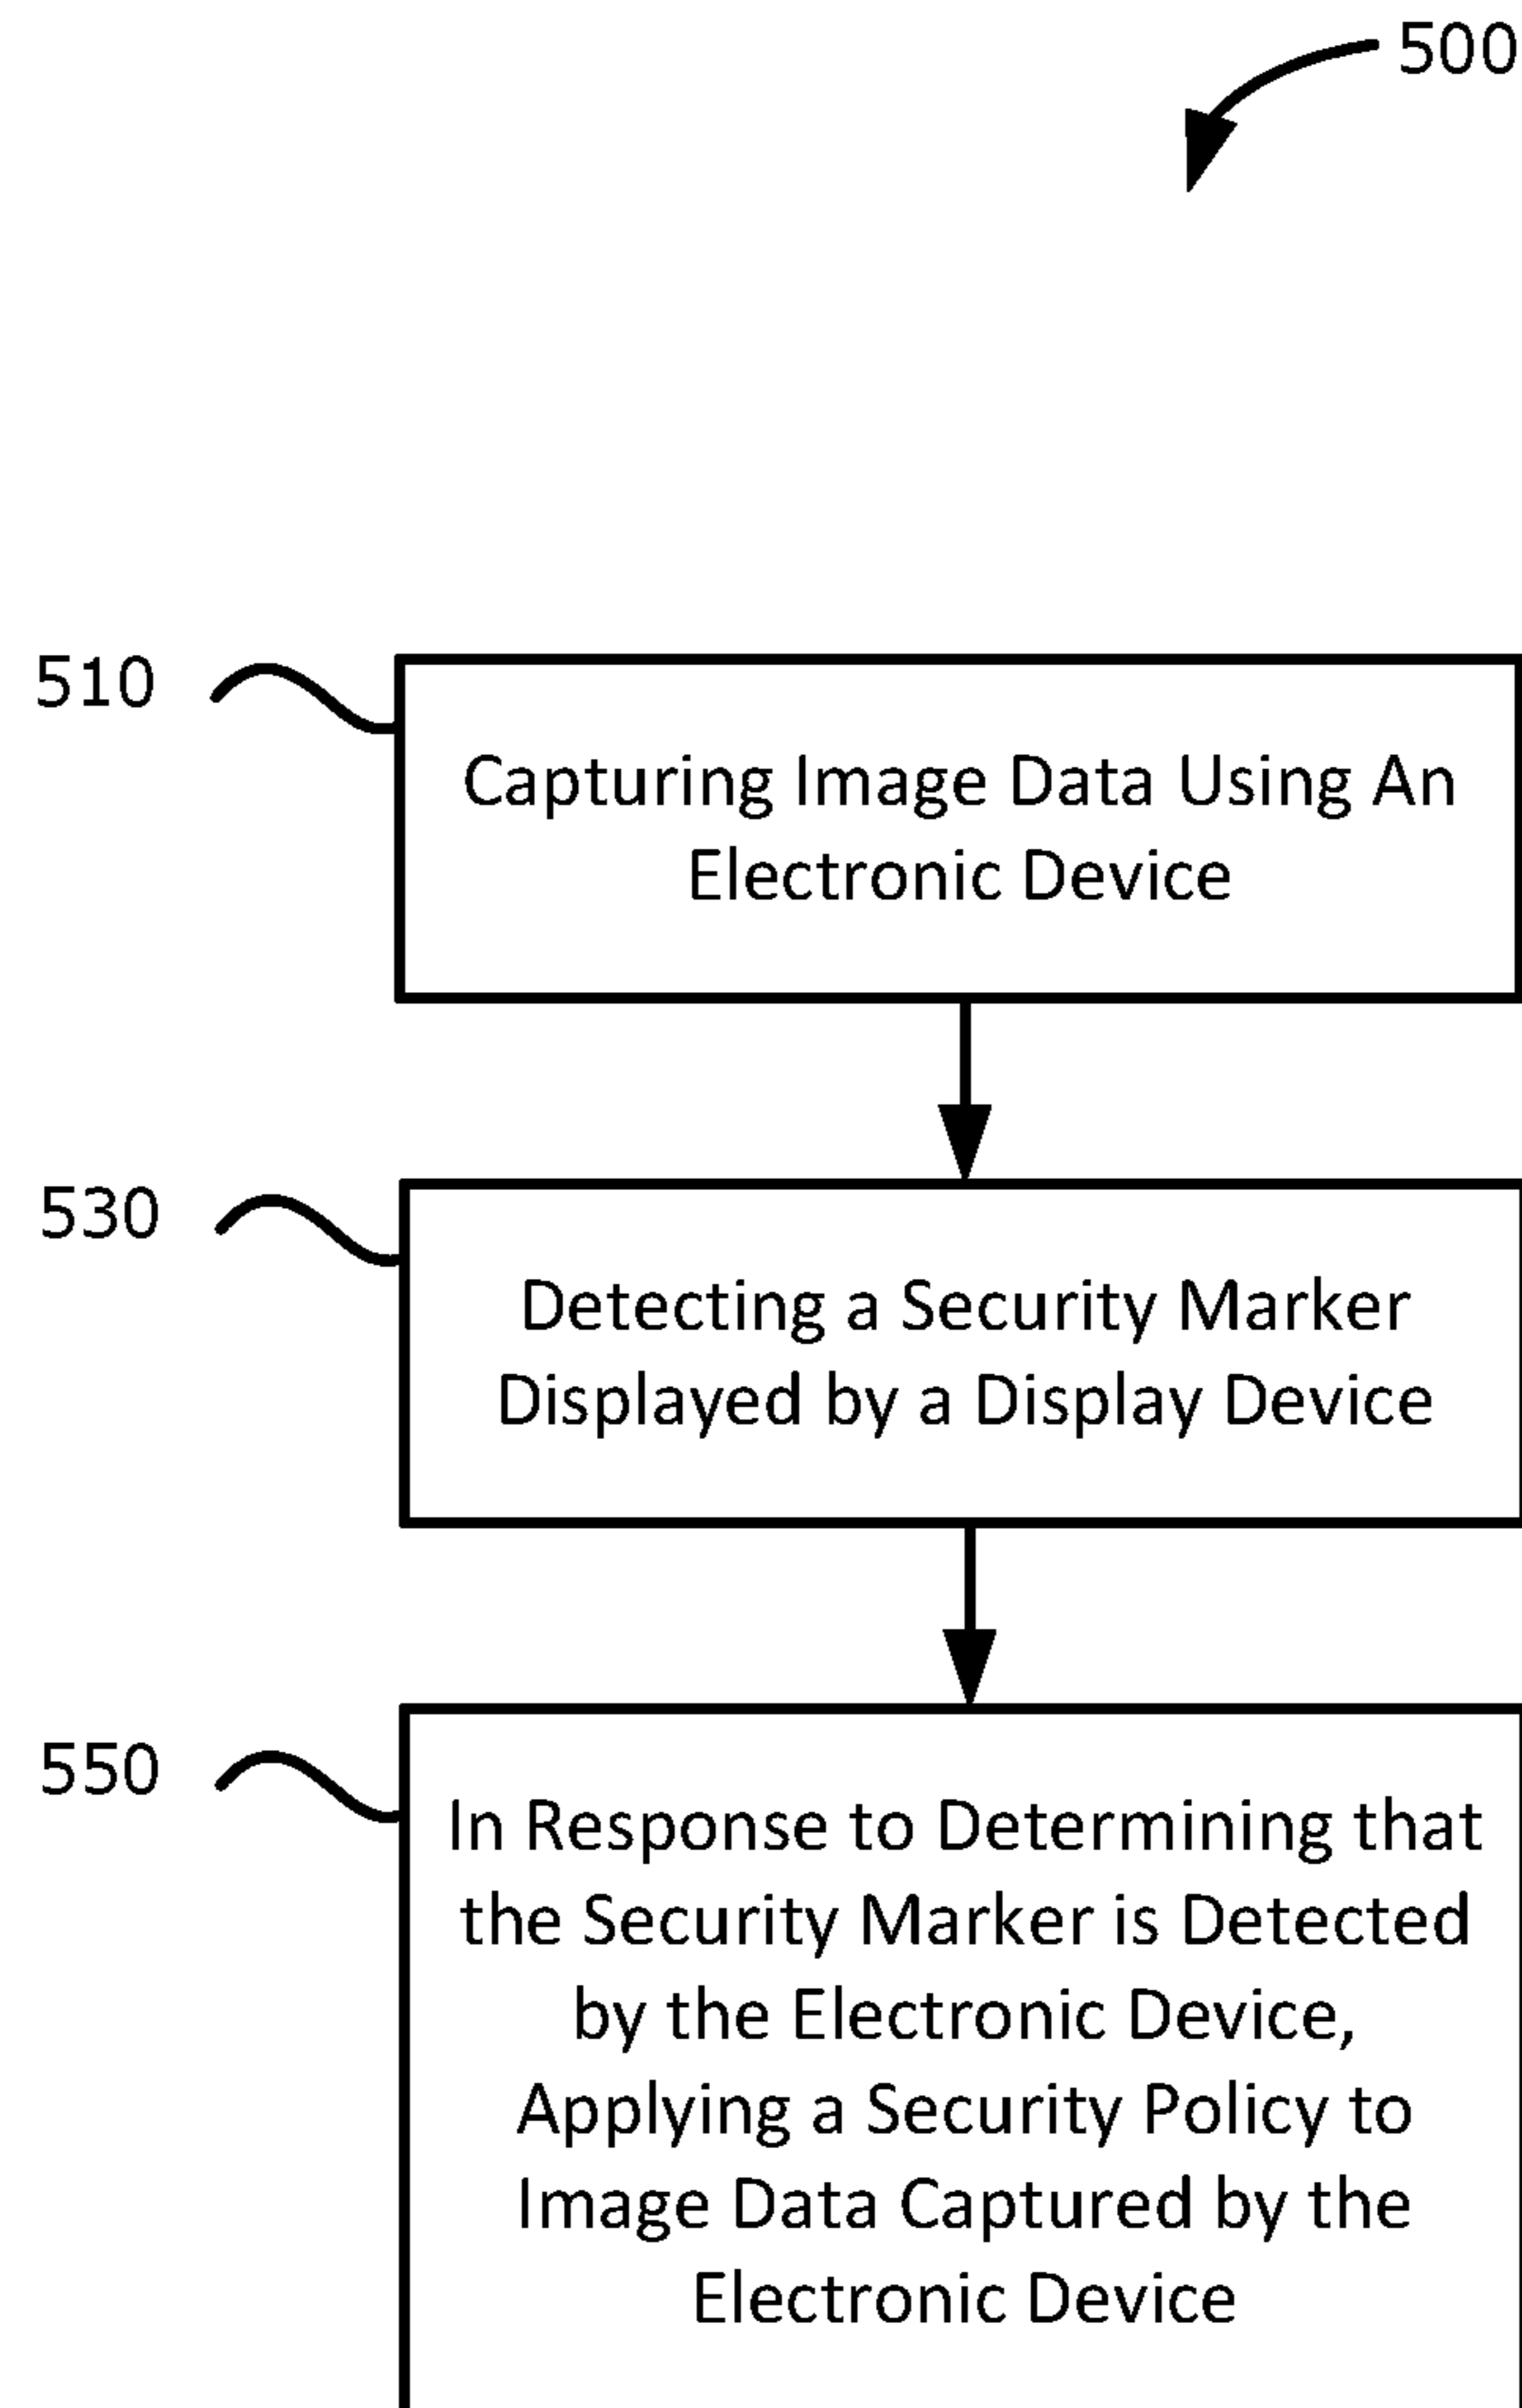 500
510
Capturing Image Data Using An
Electronic Device
530
Detecting a Security Marker
Displayed by a Display Device
550
In Response to Determining that
the Security Marker is Detected
by the Electronic Device,
Applying a Security Policy to
Image Data Captured by the
Electronic Device